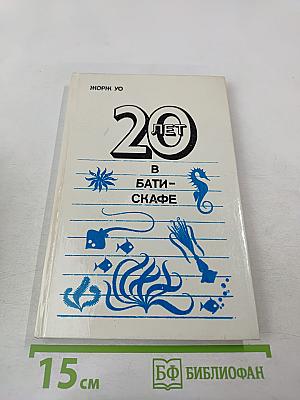 ЖОРЖ УО
20
ЛЕТ
В
БАТИ-
СКАФЕ
15 см
БФ БИБЛИОФАН